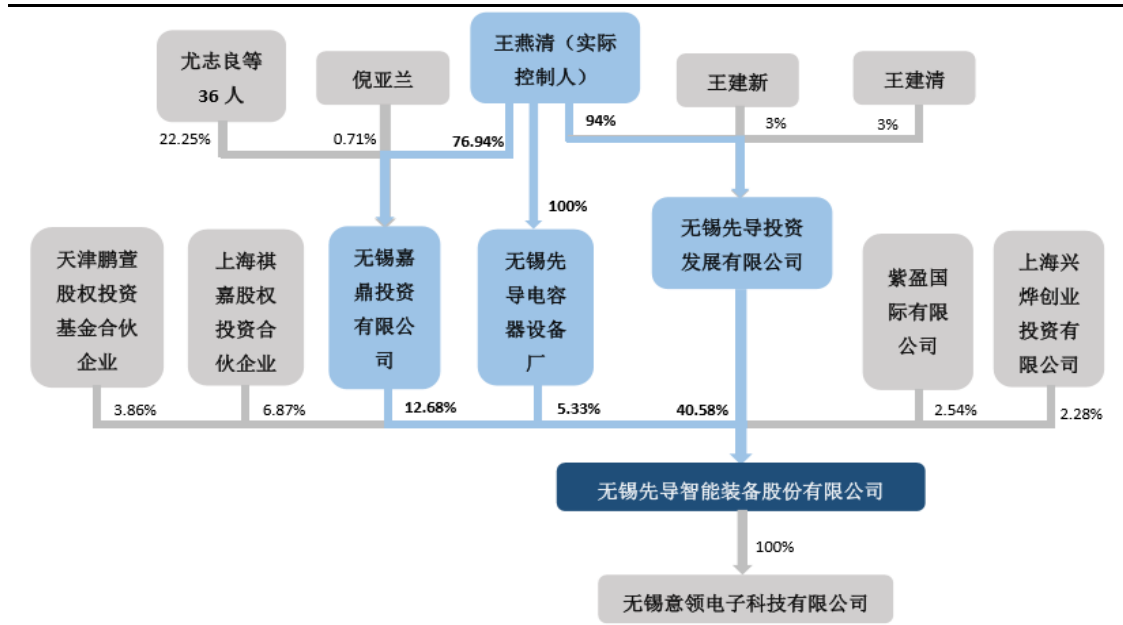 尤志良等
36 人
倪亚兰
王燕清（实际
控制人）
王建新
王建清
22.25%
0.71%
76.94%
94%
3%
3%
100%
天津鹏萱
股权投资
基金合伙
企业
上海祺
嘉股权
投资合
伙企业
无锡嘉
鼎投资
有限公
司
无锡先
导电容
器设备
厂
无锡先导投资
发展有限公司
紫盈国
际有限
公司
上海兴
烨创业
投资有
限公司
3.86%
6.87%
12.68%
5.33%
40.58%
2.54%
2.28%
无锡先导智能装备股份有限公司
100%
无锡意领电子科技有限公司